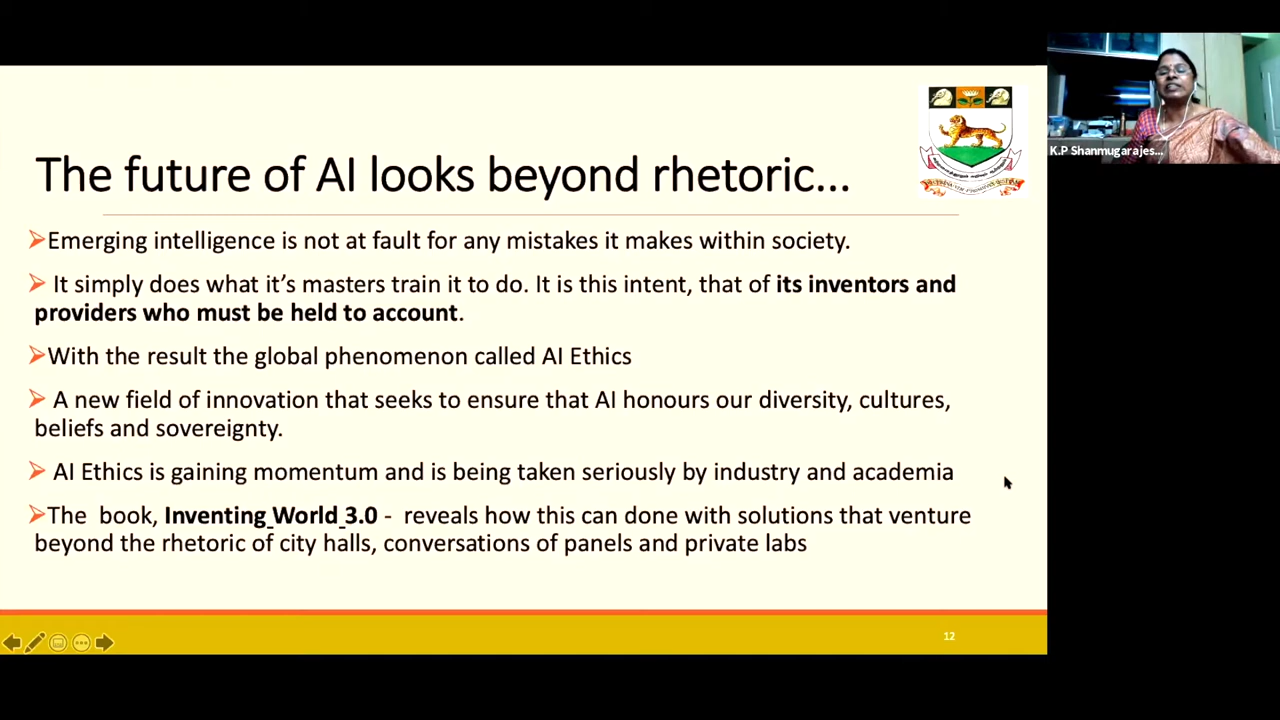 The future of AI looks beyond rhetoric...
➢Emerging intelligence is not at fault for any mistakes it makes within society.
➢ It simply does what it’s masters train it to do. It is this intent, that of its inventors and
providers who must be held to account.
➢With the result the global phenomenon called AI Ethics
➢ A new field of innovation that seeks to ensure that AI honours our diversity, cultures,
beliefs and sovereignty.
➢ AI Ethics is gaining momentum and is being taken seriously by industry and academia
➢The book, Inventing World 3.0 - reveals how this can done with solutions that venture
beyond the rhetoric of city halls, conversations of panels and private labs
12
K.P Shanmugarajes...